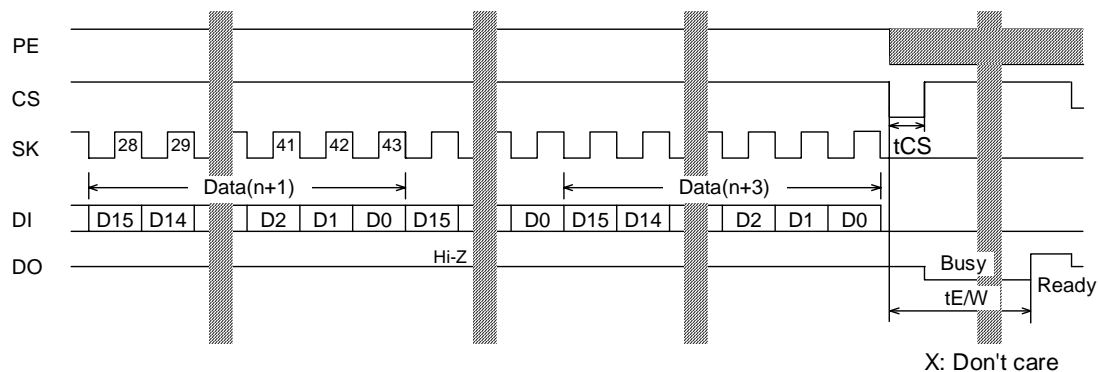 PE
CS
SK 28 29 41 42 43
tCS
Data(n+1) Data(n+3)
DI D15 D14 D2 D1 D0 D15 D0 D15 D14 D2 D1 D0
Hi-Z
DO Busy
Ready
tE/W
X: Don't care